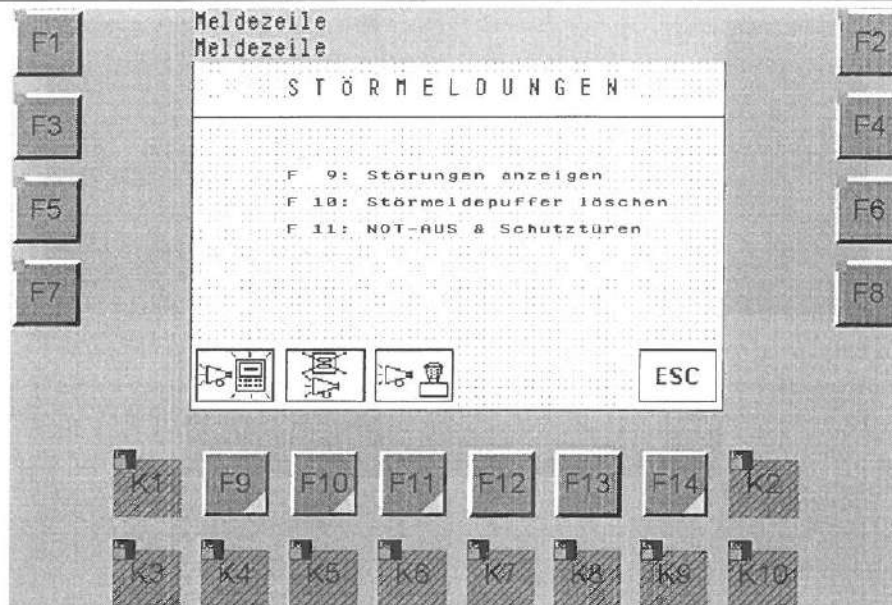 Meldezeile
Meldezeile
F1
F2
STÖRMELDUNGEN
F3
F4
F 9: Störungen anzeigen
F5
F 10: Störmeldepuffer löschen
F6
F 11: NOT-AUS & Schutztüren
F7
F8
ESC
K1 F9 F10 F11 F12 F13 F14 K2
K3 K4 K5 K6 K7 K8 K9 K10